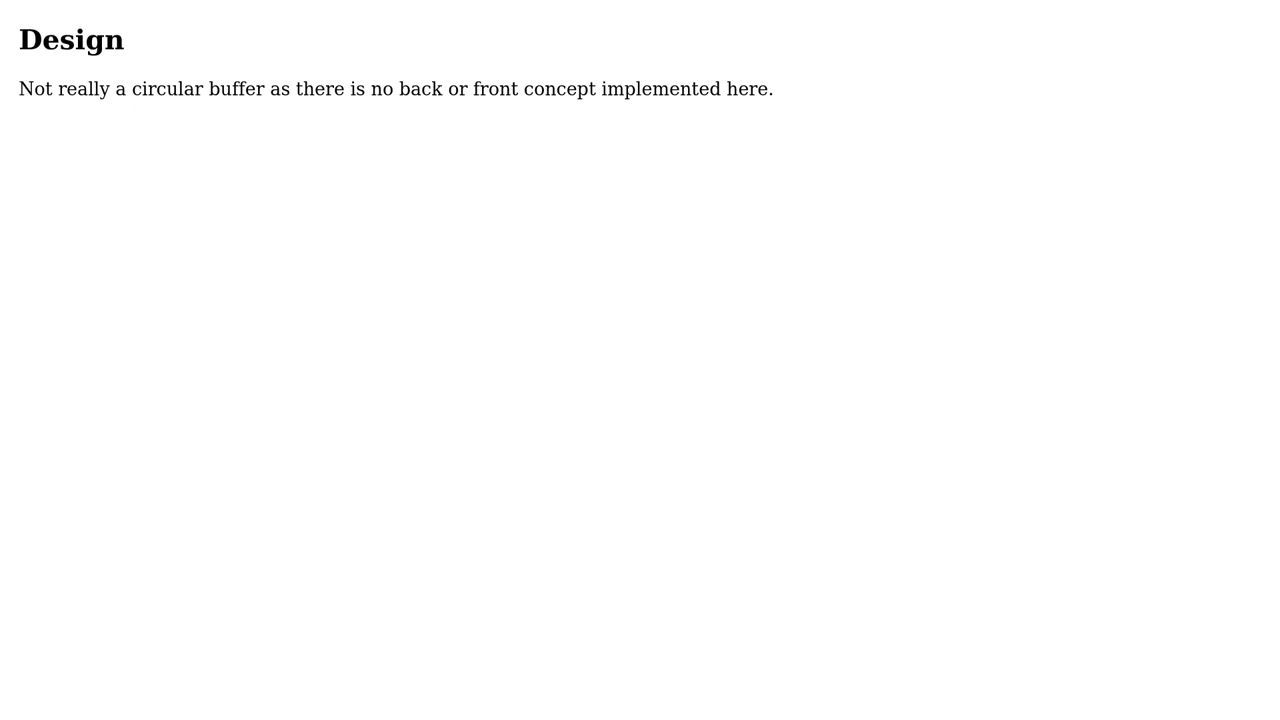 Design
Not really a circular buffer as there is no back or front concept implemented here.